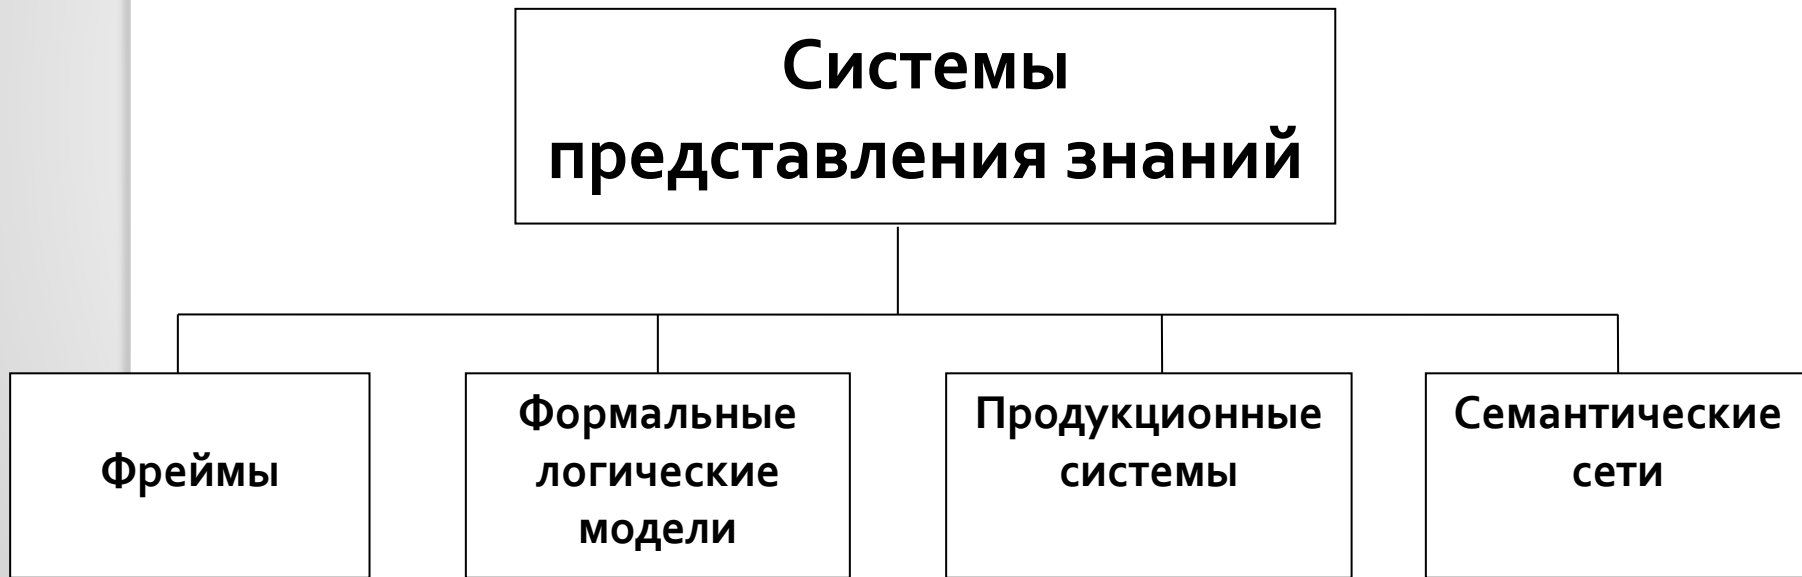 Системы
представления знаний
Фреймы
Формальные
логические
модели
Продукционные
системы
Семантические
сети